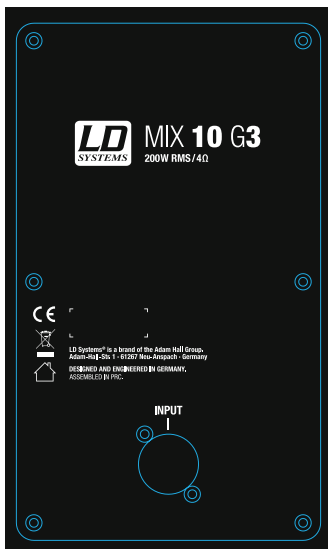 LD
SYSTEMS
MIX 10 G3
200W RMS/4Ω
CE
LD Systems® is a brand of the Adam Hall Group.
Adam-Hall-Sts 1 · 61267 Neu-Anspach · Germany
DESIGNED AND ENGINEERED IN GERMANY,
ASSEMBLED IN PRC.
INPUT